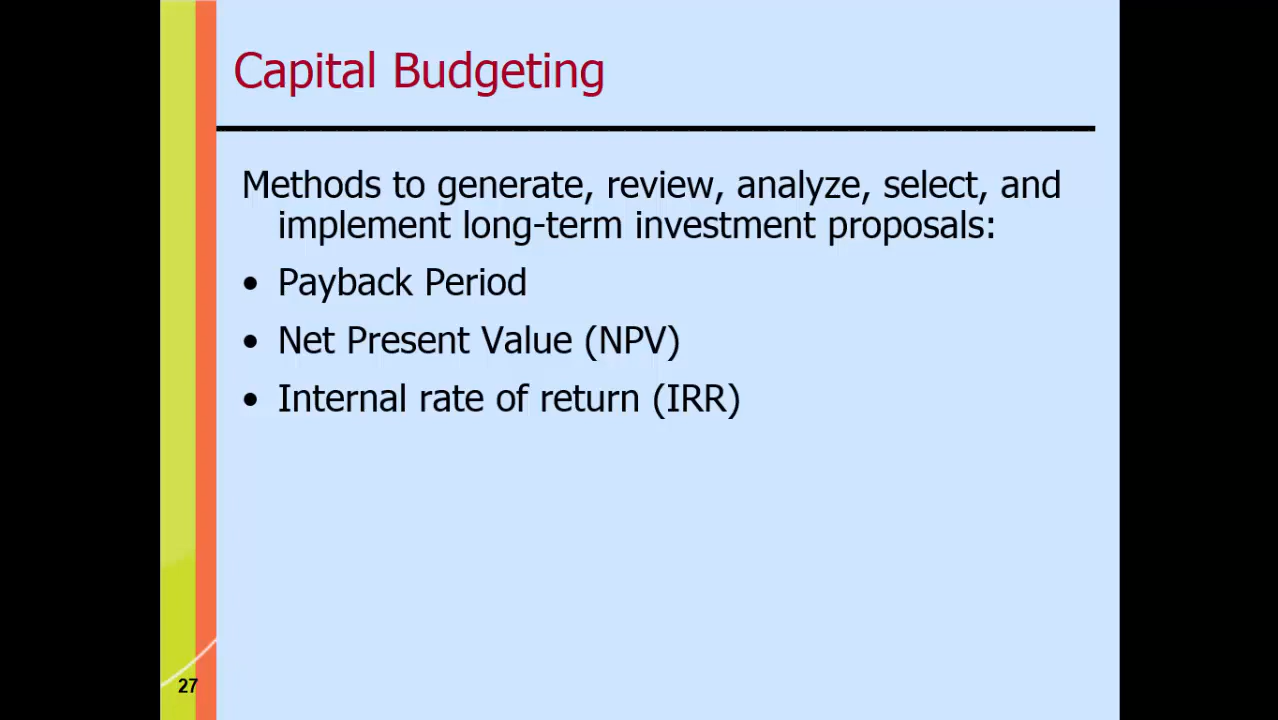 Capital Budgeting
Methods to generate, review, analyze, select, and
implement long-term investment proposals:
• Payback Period
• Net Present Value (NPV)
• Internal rate of return (IRR)
27